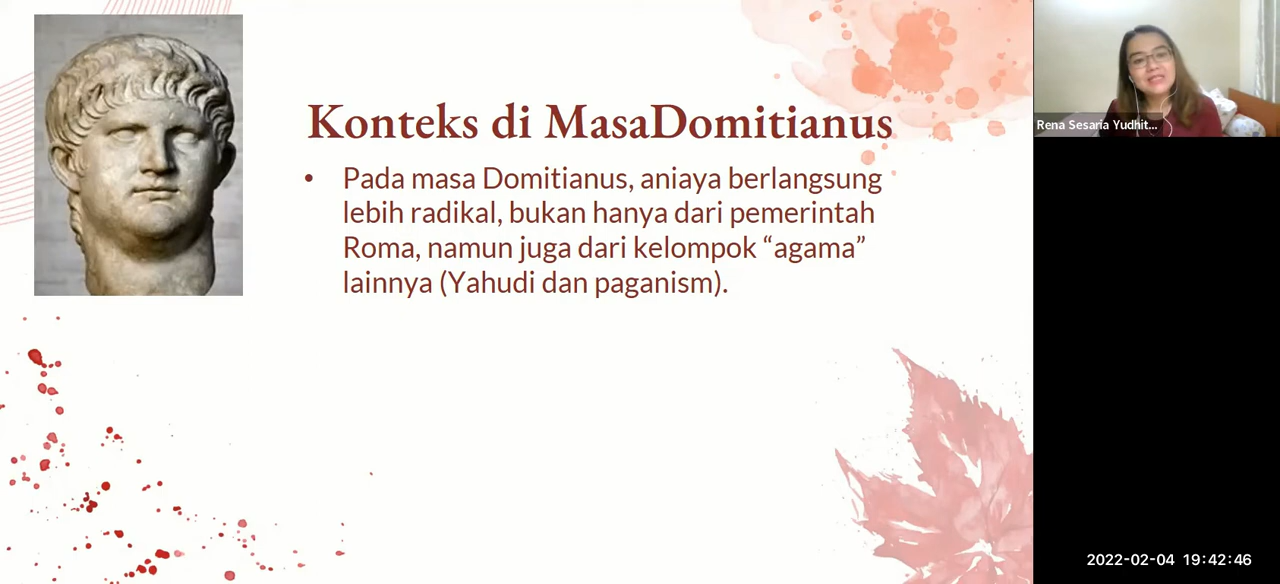 Konteks di MasaDomitianus
• Pada masa Domitianus, aniaya berlangsung
lebih radikal, bukan hanya dari pemerintah
Roma, namun juga dari kelompok “agama”
lainnya (Yahudi dan paganism).
Rena Sesaria Yudhit...
2022-02-04 19:42:46